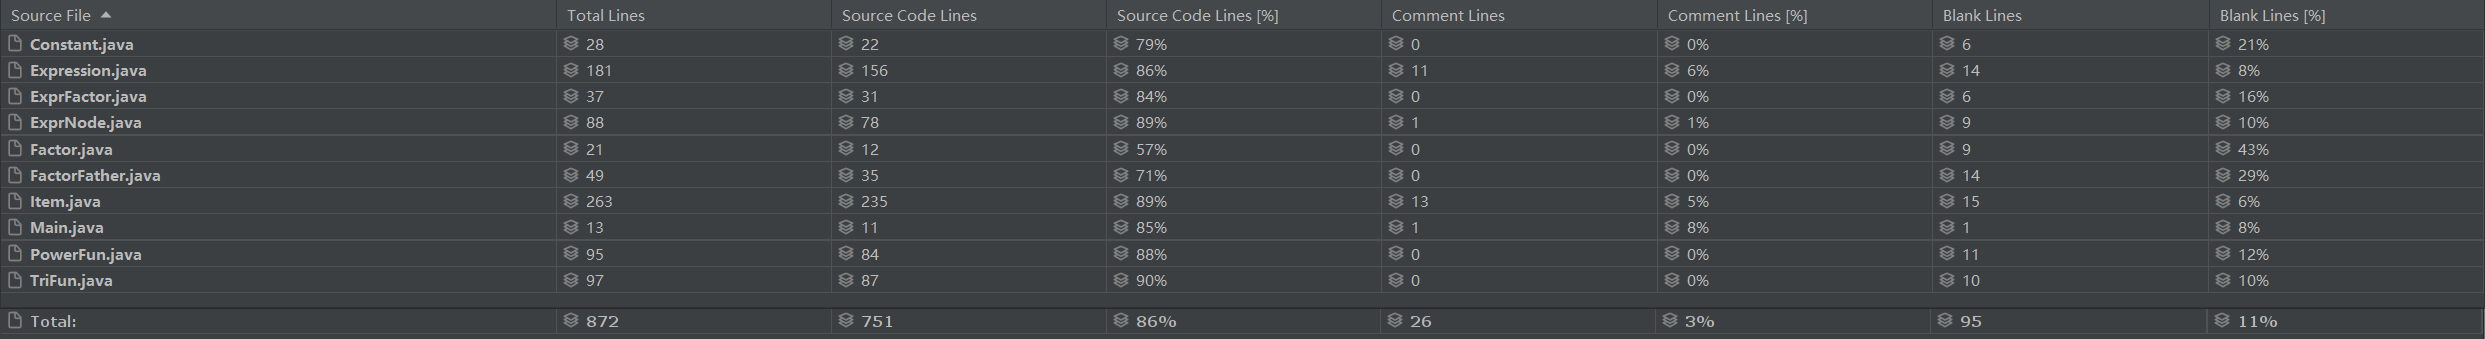 Source File Total Lines Source Code Lines Source Code Lines [%] Comment Lines Comment Lines [%] Blank Lines Blank Lines [%]
Constant.java 28 22 79% 0 0% 6 21%
Expression.java 181 156 86% 11 6% 14 8%
ExprFactor.java 37 31 84% 0 0% 6 16%
ExprNode.java 88 78 89% 1 1% 9 10%
Factor.java 21 12 57% 0 0% 9 43%
FactorFather.java 49 35 71% 0 0% 14 29%
Item.java 263 235 89% 13 5% 15 6%
Main.java 13 11 85% 1 8% 1 8%
PowerFun.java 95 84 88% 0 0% 11 12%
TriFun.java 97 87 90% 0 0% 10 10%
Total: 872 751 86% 26 3% 95 11%